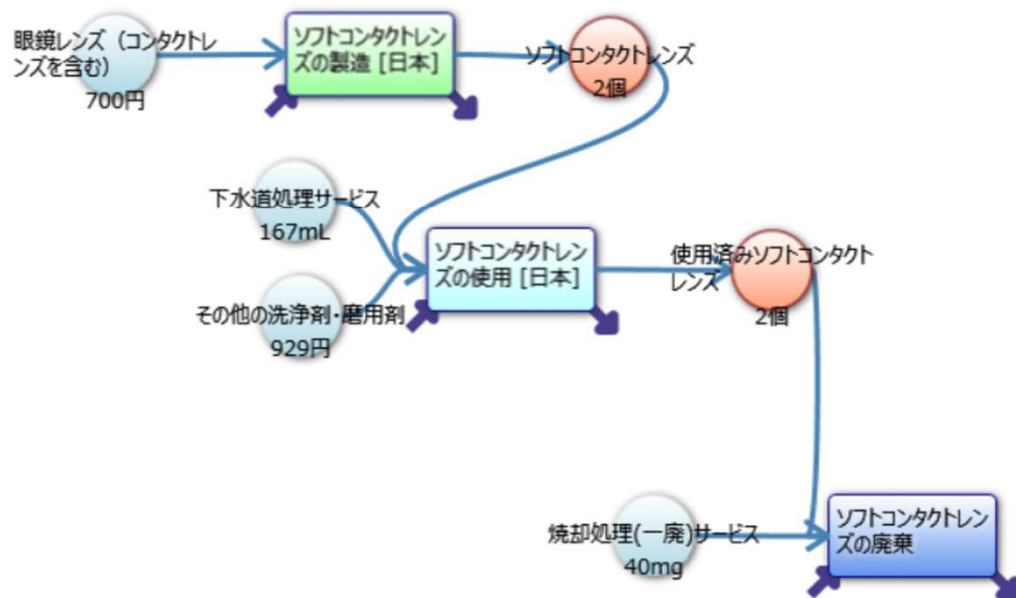 眼鏡レンズ（コンタクトレ
ンズを含む）
700円
ソフトコンタクトレン
ズの製造 [日本]
ソフトコンタクトレンズ
2個
下水道処理サービス
167mL
その他の洗浄剤・磨用剤
929円
ソフトコンタクトレン
ズの使用 [日本]
使用済みソフトコンタクト
レンズ
2個
焼却処理(一廃)サービス
40mg
ソフトコンタクトレン
ズの廃棄